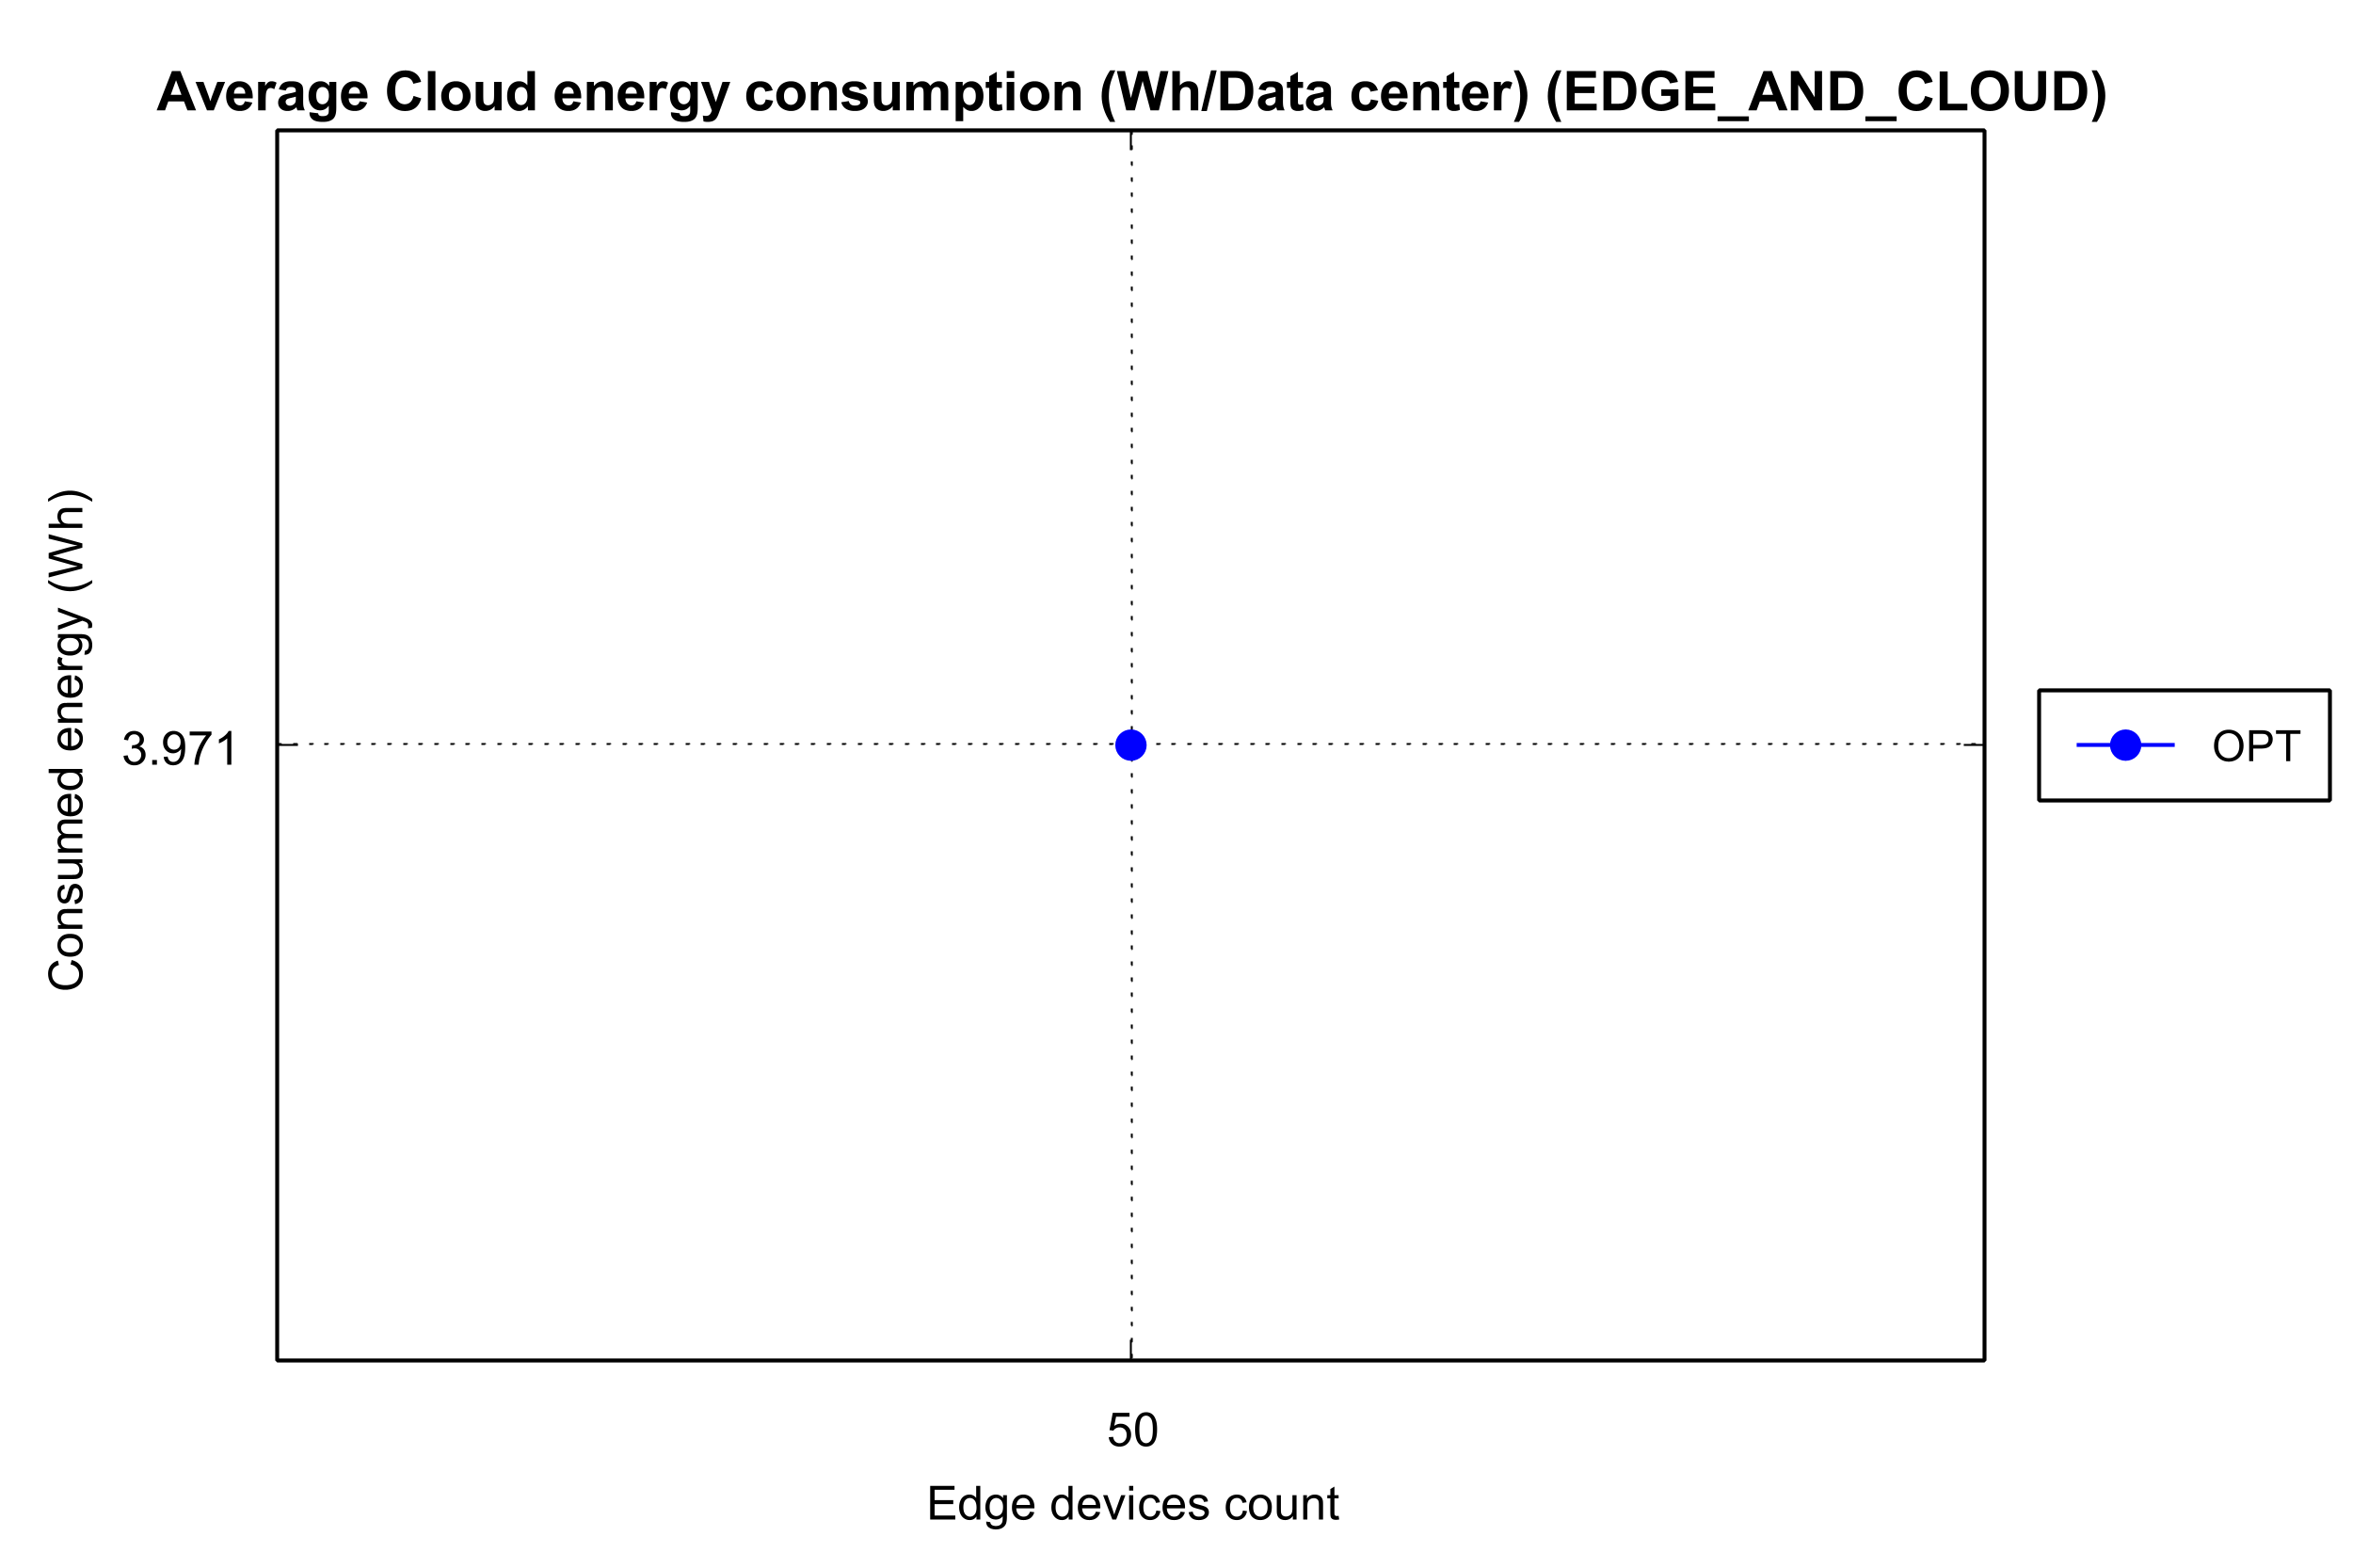 Average Cloud energy consumption (Wh/Data center) (EDGE_AND_CLOUD)
Consumed energy (Wh)
3.971
OPT
50
Edge devices count